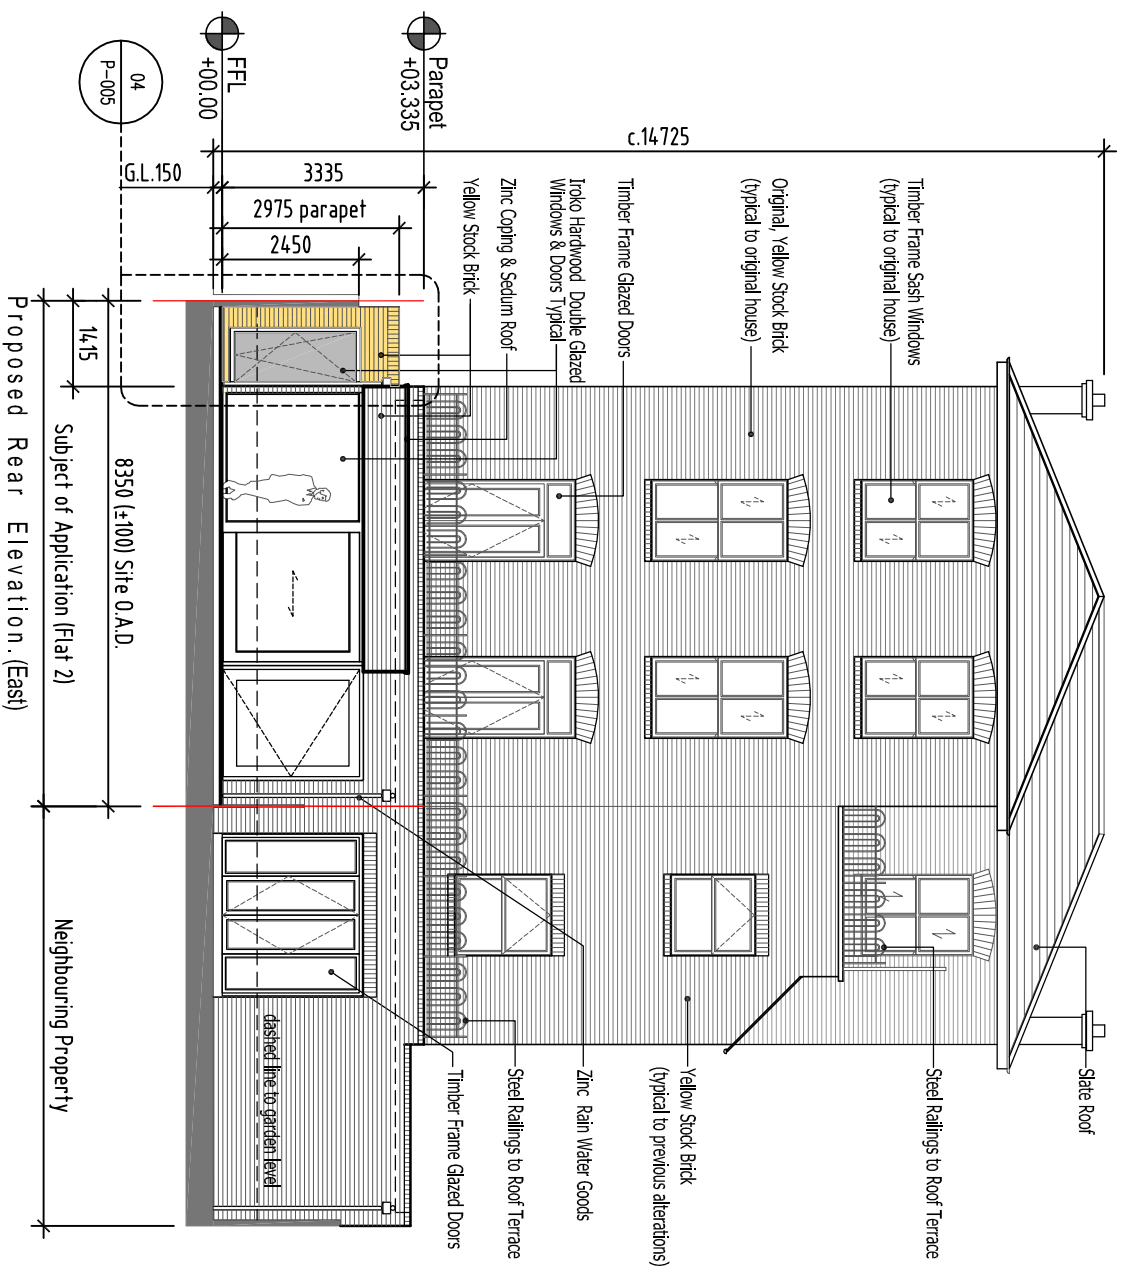 Slate Roof
Steel Railings to Roof Terrace
Timber Frame Sash Windows
(typical to original house)
Original, Yellow Stock Brick
(typical to original house)
Yellow Stock Brick
(typical to previous alterations)
Timber Frame Glazed Doors
Iroko Hardwood Double Glazed
Windows & Doors Typical
Zinc Coping & Sedum Roof
Yellow Stock Brick
Zinc Rain Water Goods
Steel Railings to Roof Terrace
Timber Frame Glazed Doors
c.14725
Parapet
+03.335
FFL
+00.00
04
P-005
G.L.150
3335
2975 parapet
2450
dashed line to garden level
1415
8350 (±100) Site O.A.D.
Subject of Application (Flat 2)
Neighbouring Property
Proposed Rear Elevation. (East)